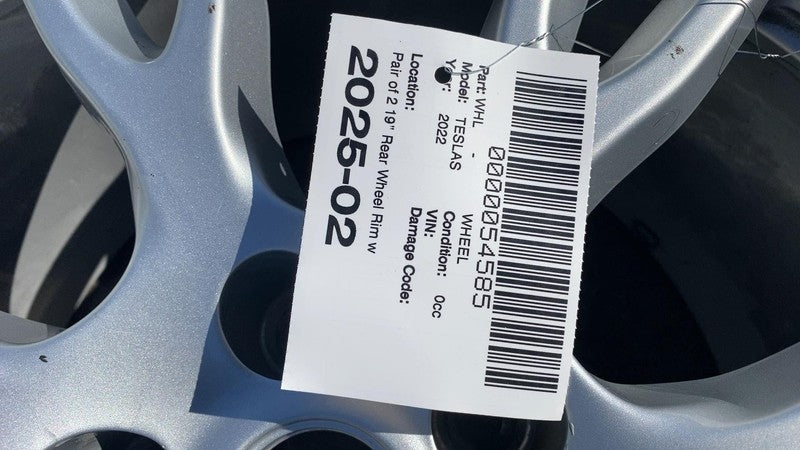 0000054585
Part: WHL - WHEEL
Model: TESLAS Condition: 0cc
Year: 2022 VIN:
Location: Damage Code:
Pair of 2 19" Rear Wheel Rim w
2025-02